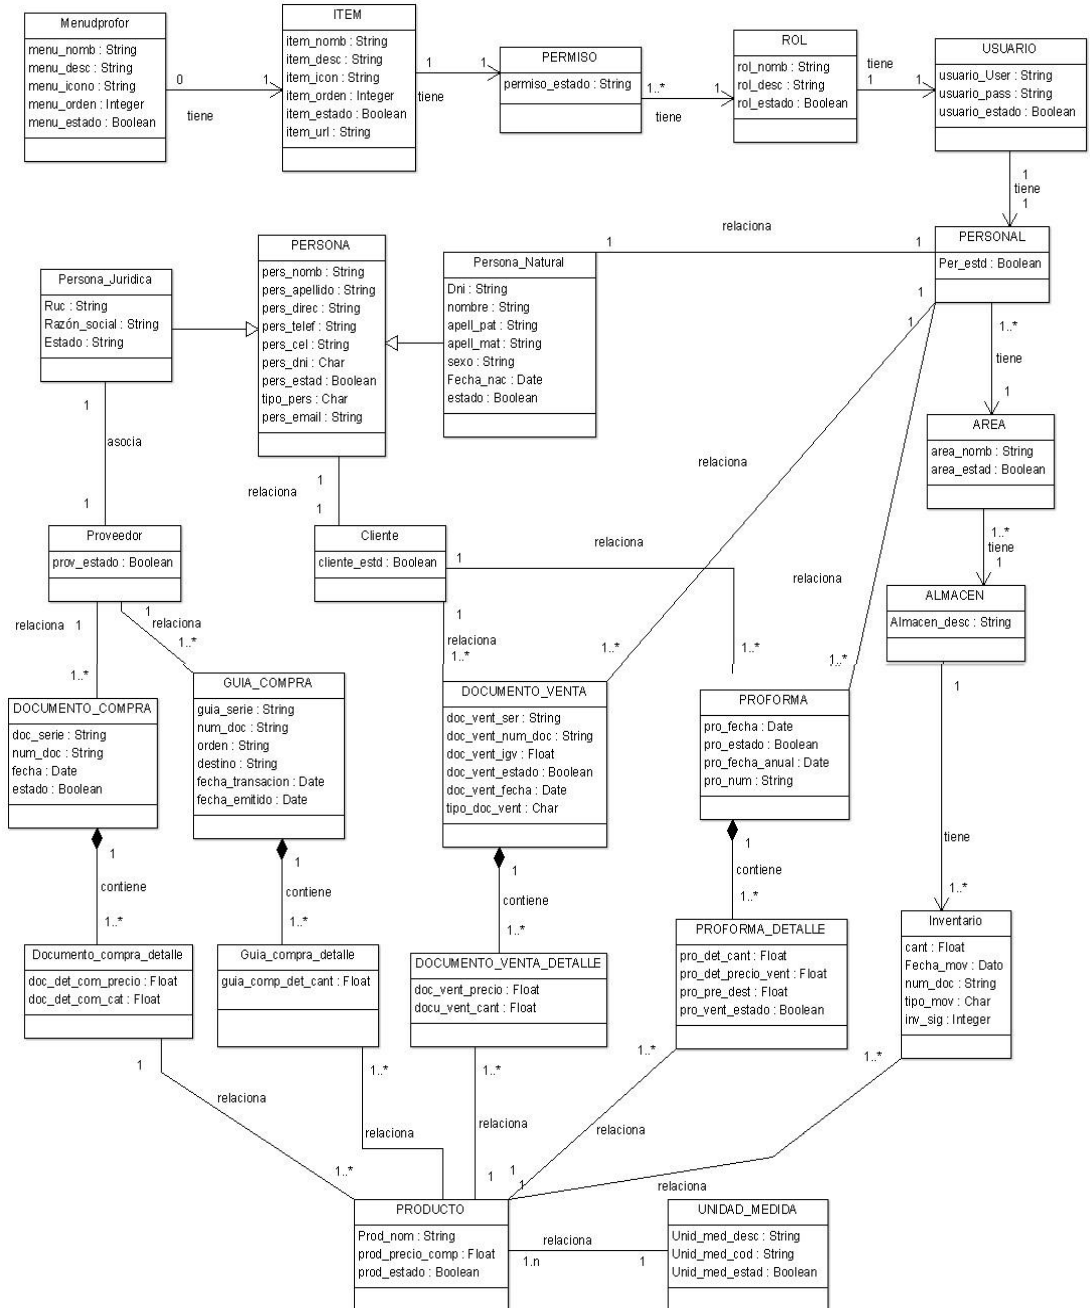 Menudprofor
menu_nomb : String
menu_desc : String
menu_icono : String
menu_orden : Integer
menu_estado : Boolean
0
1
tiene
ITEM
item_nomb : String
item_desc : String
item_icon : String
item_orden : Integer
item_estado : Boolean
item_url : String
1
1
tiene
PERMISO
permiso_estado : String
1..*
1
tiene
ROL
rol_nomb : String
rol_desc : String
rol_estado : Boolean
tiene
1
1
USUARIO
usuario_User : String
usuario_pass : String
usuario_estado : Boolean
1
tiene
1
relaciona
1
1
PERSONAL
Per_estd : Boolean
Persona_Juridica
Ruc : String
Razón_social : String
Estado : String
PERSONA
pers_nomb : String
pers_apellido : String
pers_direc : String
pers_telef : String
pers_cel : String
pers_dni : Char
pers_estad : Boolean
tipo_pers : Char
pers_email : String
Persona_Natural
Dni : String
nombre : String
apell_pat : String
apell_mat : String
sexo : String
Fecha_nac : Date
estado : Boolean
1
1
1..*
tiene
1
AREA
area_nomb : String
area_estad : Boolean
1
asocia
1
relaciona
1
1
relaciona
Proveedor
prov_estado : Boolean
Cliente
cliente_estd : Boolean
1
relaciona
relaciona
1..*
tiene
1
ALMACEN
Almacen_desc : String
relaciona
1
1
relaciona
1..*
1..*
1
relaciona
1..*
1..*
1..*
1..*
1
DOCUMENTO_COMPRA
doc_serie : String
num_doc : String
fecha : Date
estado : Boolean
GUIA_COMPRA
guia_serie : String
num_doc : String
orden : String
destino : String
fecha_transacion : Date
fecha_emitido : Date
DOCUMENTO_VENTA
doc_vent_ser : String
doc_vent_num_doc : String
doc_vent_igv : Float
doc_vent_estado : Boolean
doc_vent_fecha : Date
tipo_doc_vent : Char
PROFORMA
pro_fecha : Date
pro_estado : Boolean
pro_fecha_anual : Date
pro_num : String
1
contiene
1..*
1
contiene
1..*
1
contiene
1..*
1
contiene
1..*
tiene
1..*
Documento_compra_detalle
doc_det_com_precio : Float
doc_det_com_cat : Float
Guia_compra_detalle
guia_comp_det_cant : Float
DOCUMENTO_VENTA_DETALLE
doc_vent_precio : Float
docu_vent_cant : Float
PROFORMA_DETALLE
pro_det_cant : Float
pro_det_precio_vent : Float
pro_pre_dest : Float
pro_vent_estado : Boolean
Inventario
cant : Float
Fecha_mov : Dato
num_doc : String
tipo_mov : Char
inv_sig : Integer
1
relaciona
1..*
1..*
relaciona
1..*
relaciona
1
1..*
relaciona
1
1..*
1
relaciona
PRODUCTO
Prod_nom : String
prod_precio_comp : Float
prod_estado : Boolean
relaciona
1.n
1
UNIDAD_MEDIDA
Unid_med_desc : String
Unid_med_cod : String
Unid_med_estad : Boolean